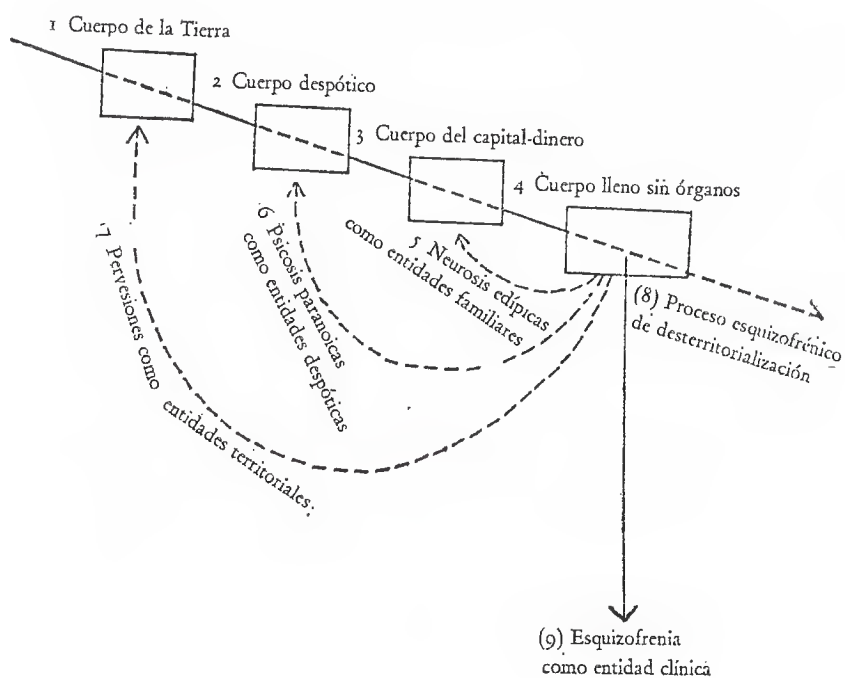 1 Cuerpo de la Tierra
2 Cuerpo despótico
3 Cuerpo del capital-dinero
4 Cuerpo lleno sin órganos
5 Neurosis edípicas
como entidades familiares
6 Psicosis paranoicas
como entidades despóticas
7 Pervesiones como entidades territoriales:
(8) Proceso esquizofrénico
de desterritorialización
(9) Esquizofrenia
como entidad clínica